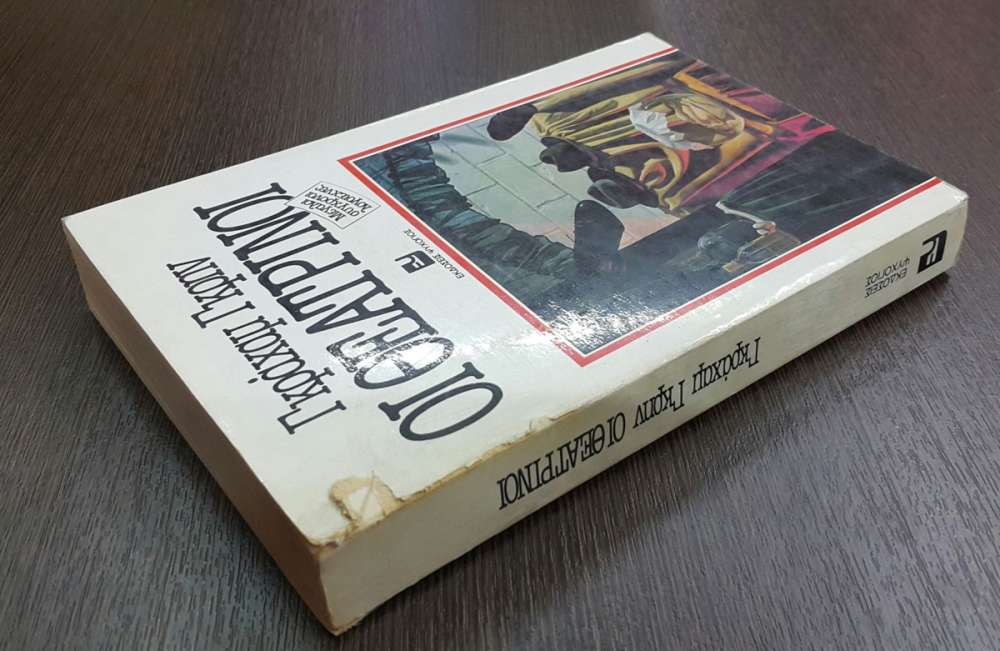 Γκράχαμ Γκρην
ΟΙ ΘΕΑΤΡΙΝΟΙ
Μεγάλοι
σύγχρονοι
λογοτέχνες
ΕΚΔΟΣΕΙΣ ΨΥΧΟΓΙΟΣ
Γκράχαμ Γκρην ΟΙ ΘΕΑΤΡΙΝΟΙ
ΕΚΔΟΣΕΙΣ
ΨΥΧΟΓΙΟΣ